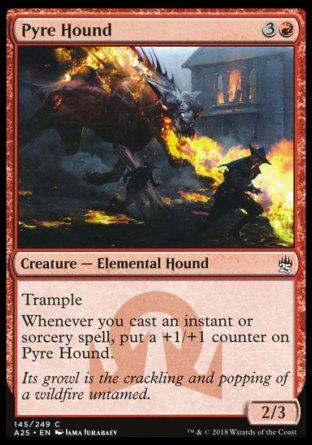 Pyre Hound 3
Creature — Elemental Hound
25
Trample
Whenever you cast an instant or
sorcery spell, put a +1/+1 counter on
Pyre Hound.
Its growl is the crackling and popping of
a wildfire untamed.
2/3
145/249 C
A25 • EN Jama Jurabaev
™ & © 2018 Wizards of the Coast